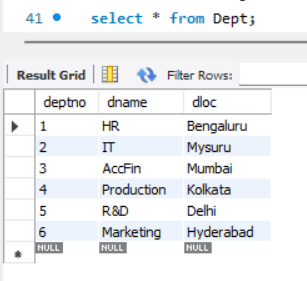 41 select * from Dept;
Result Grid Filter Rows:
deptno dname dloc
1 HR Bengaluru
2 IT Mysuru
3 AccFin Mumbai
4 Production Kolkata
5 R&D Delhi
6 Marketing Hyderabad
NULL NULL NULL